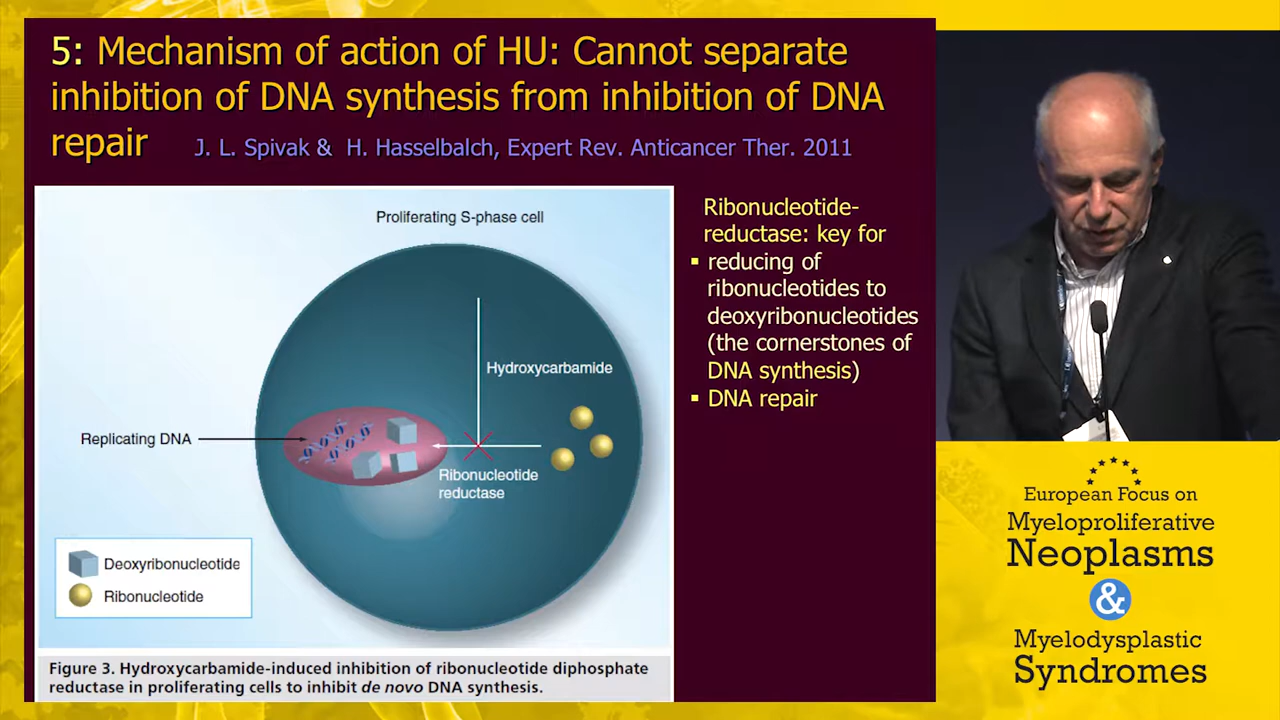 5: Mechanism of action of HU: Cannot separate
inhibition of DNA synthesis from inhibition of DNA
repair J. L. Spivak & H. Hasselbalch, Expert Rev. Anticancer Ther. 2011
Proliferating S-phase cell
Hydroxycarbamide
Replicating DNA
Ribonucleotide
reductase
Deoxyribonucleotide
Ribonucleotide
Figure 3. Hydroxycarbamide-induced inhibition of ribonucleotide diphosphate
reductase in proliferating cells to inhibit de novo DNA synthesis.
Ribonucleotide-
reductase: key for
▪ reducing of
ribonucleotides to
deoxyribonucleotides
(the cornerstones of
DNA synthesis)
▪ DNA repair
European Focus on
Myeloproliferative
Neoplasms
&
Myelodysplastic
Syndromes